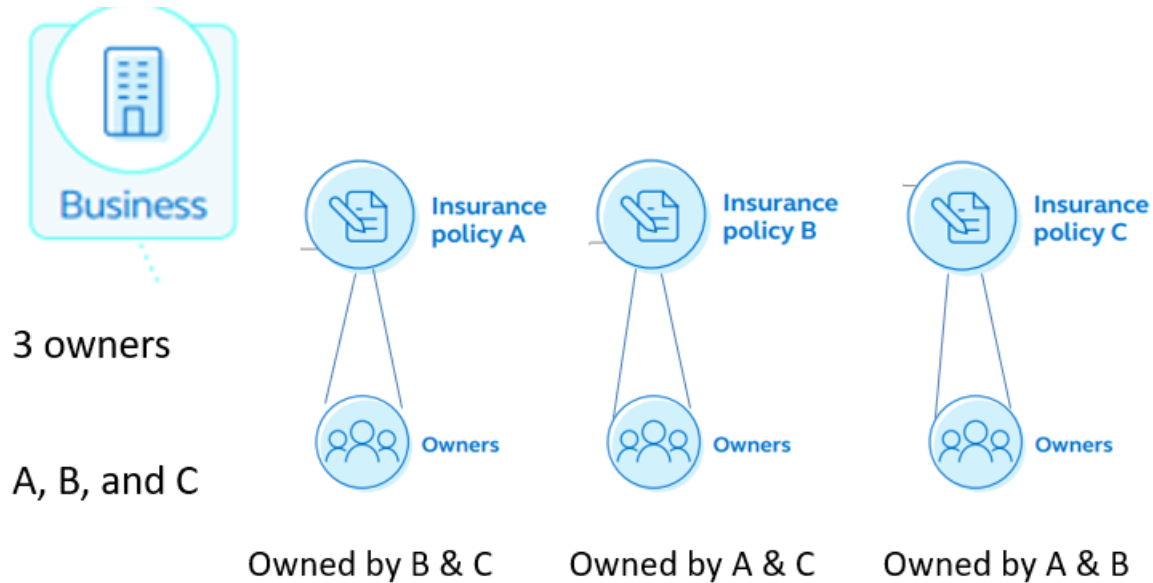 Business
Insurance
policy A
Insurance
policy B
Insurance
policy C
3 owners
Owners
Owners
Owners
A, B, and C
Owned by B & C
Owned by A & C
Owned by A & B